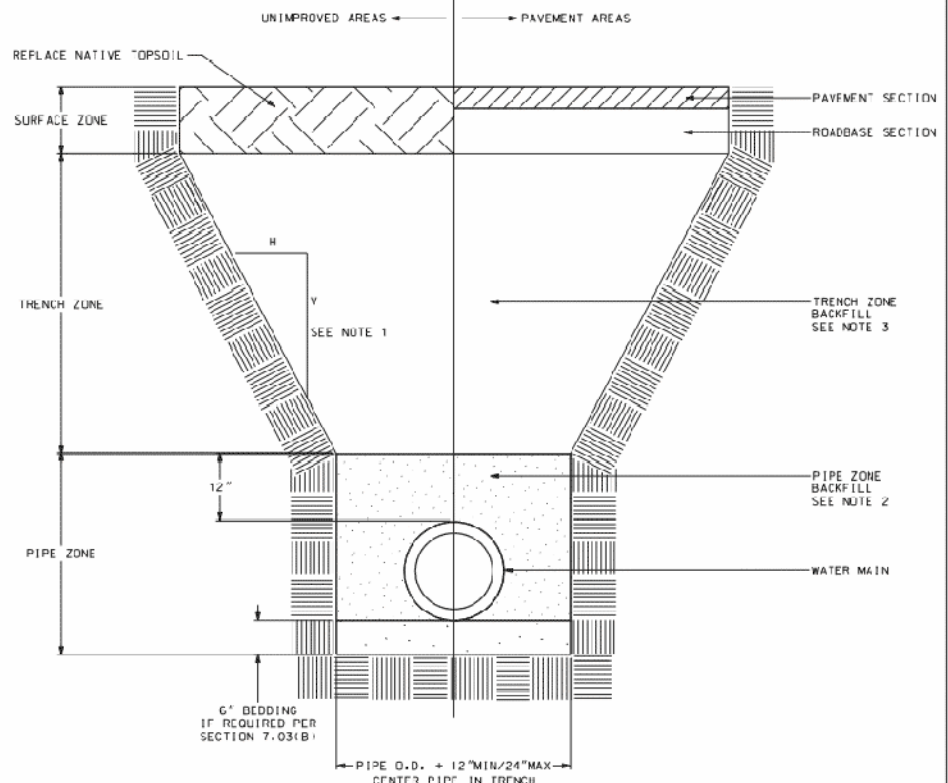 UNIMPROVED AREAS
PAVEMENT AREAS
REPLACE NATIVE TOPSOIL
PAVEMENT SECTION
SURFACE ZONE
ROADBASE SECTION
H
V
SEE NOTE 1
TRENCH ZONE
TRENCH ZONE
BACKFILL
SEE NOTE 3
12"
PIPE ZONE
BACKFILL
SEE NOTE 2
PIPE ZONE
WATER MAIN
6" BEDDING
IF REQUIRED PER
SECTION 7.03(B)
PIPE O.D. + 12"MIN/24"MAX
CENTER PIPE IN TRENCH